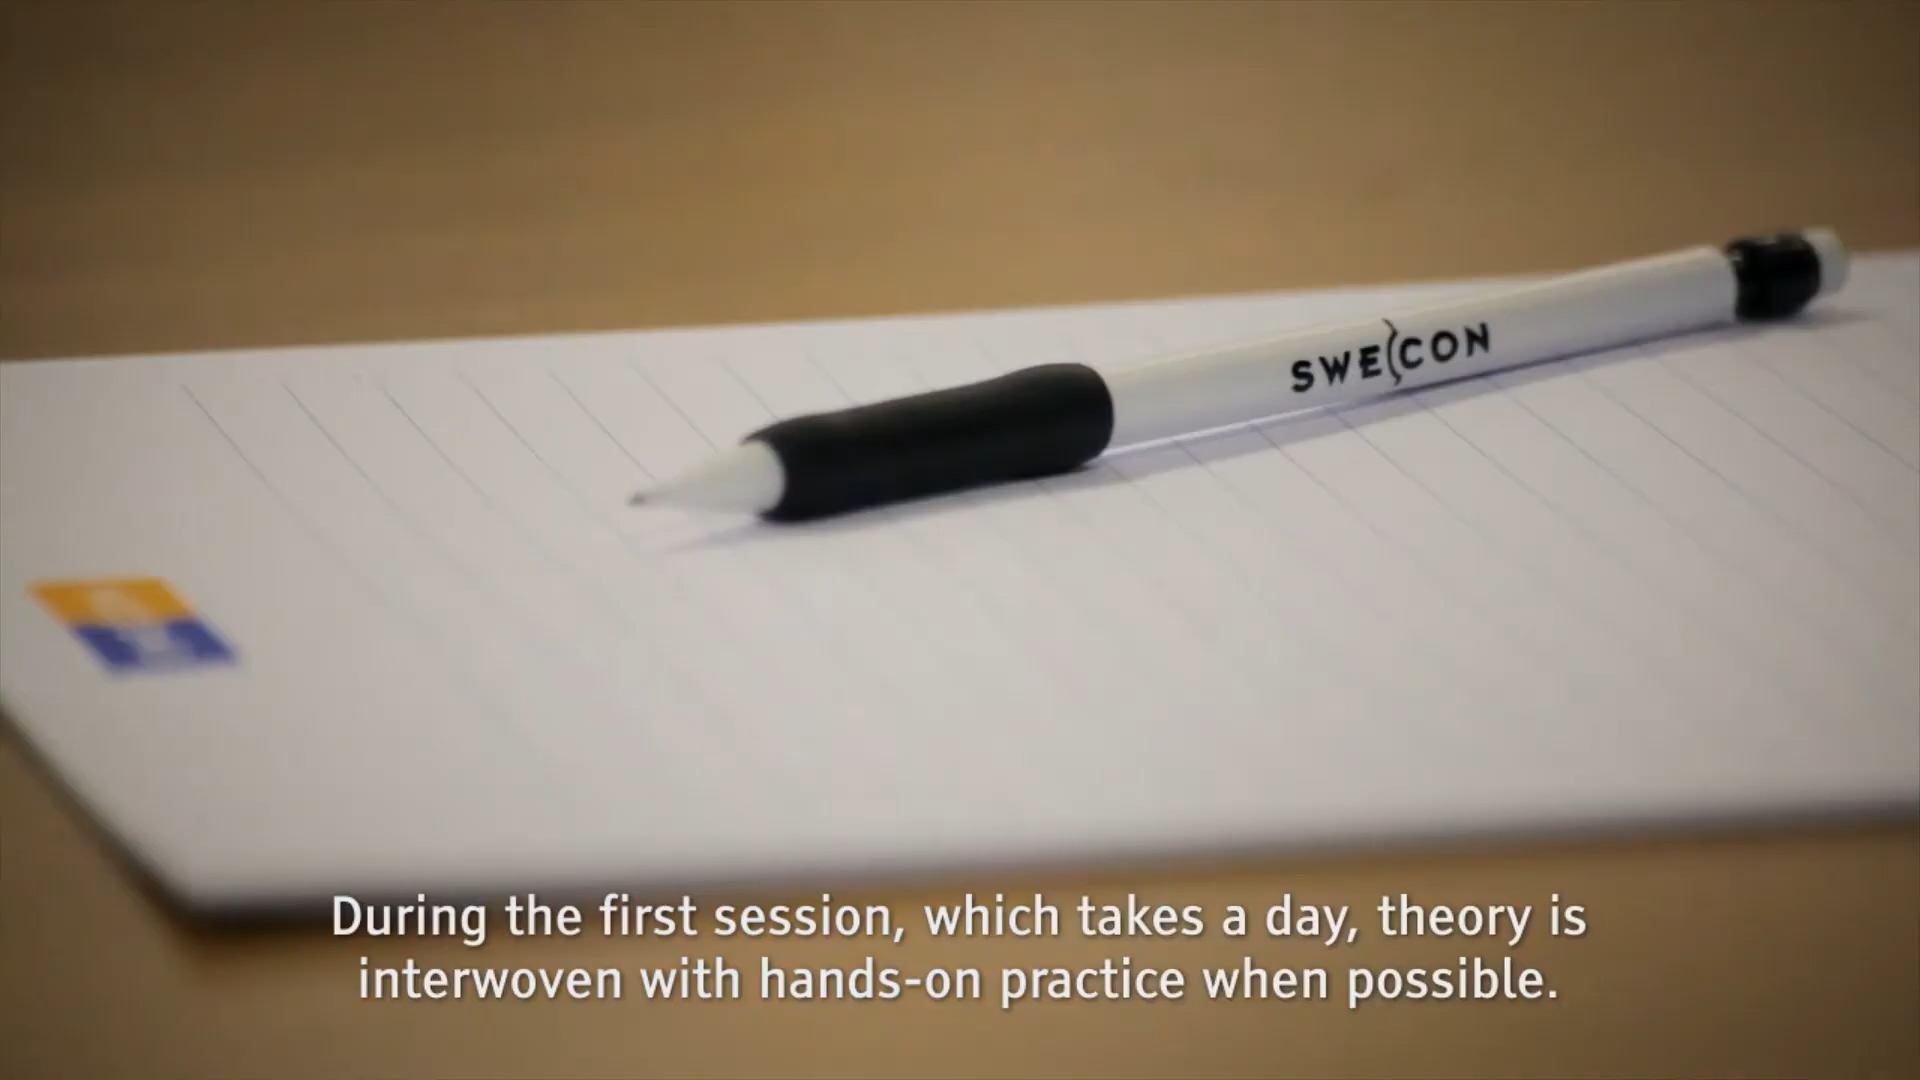 SWECON
During the first session, which takes a day, theory is
interwoven with hands-on practice when possible.